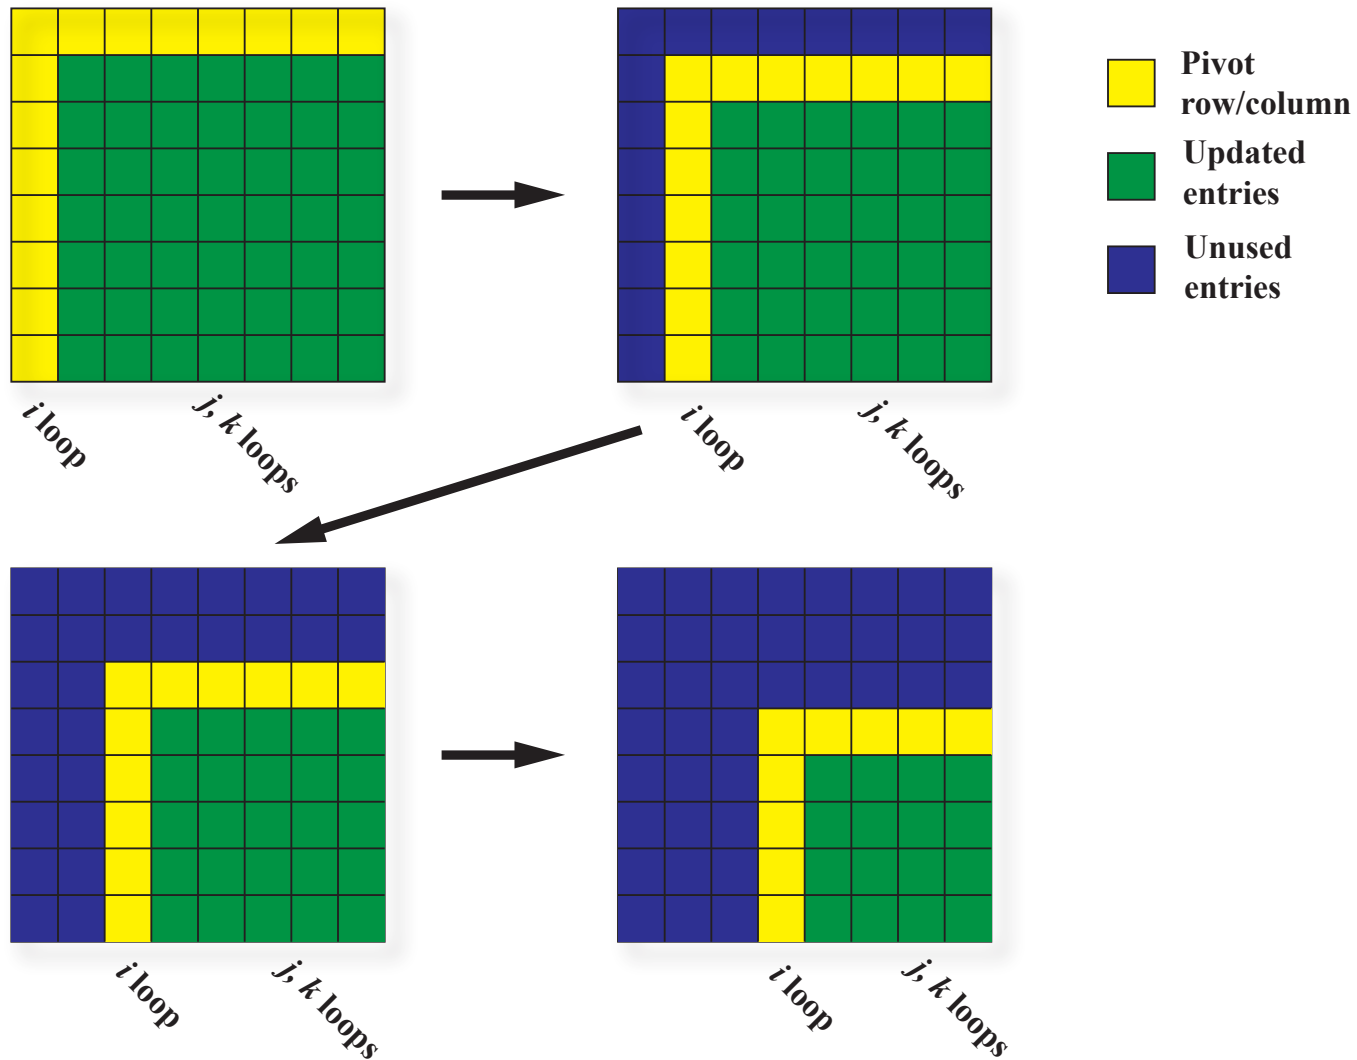 Pivot
row/column
Updated
entries
Unused
entries
i loop
j, k loops
i loop
j, k loops
i loop
j, k loops
i loop
j, k loops